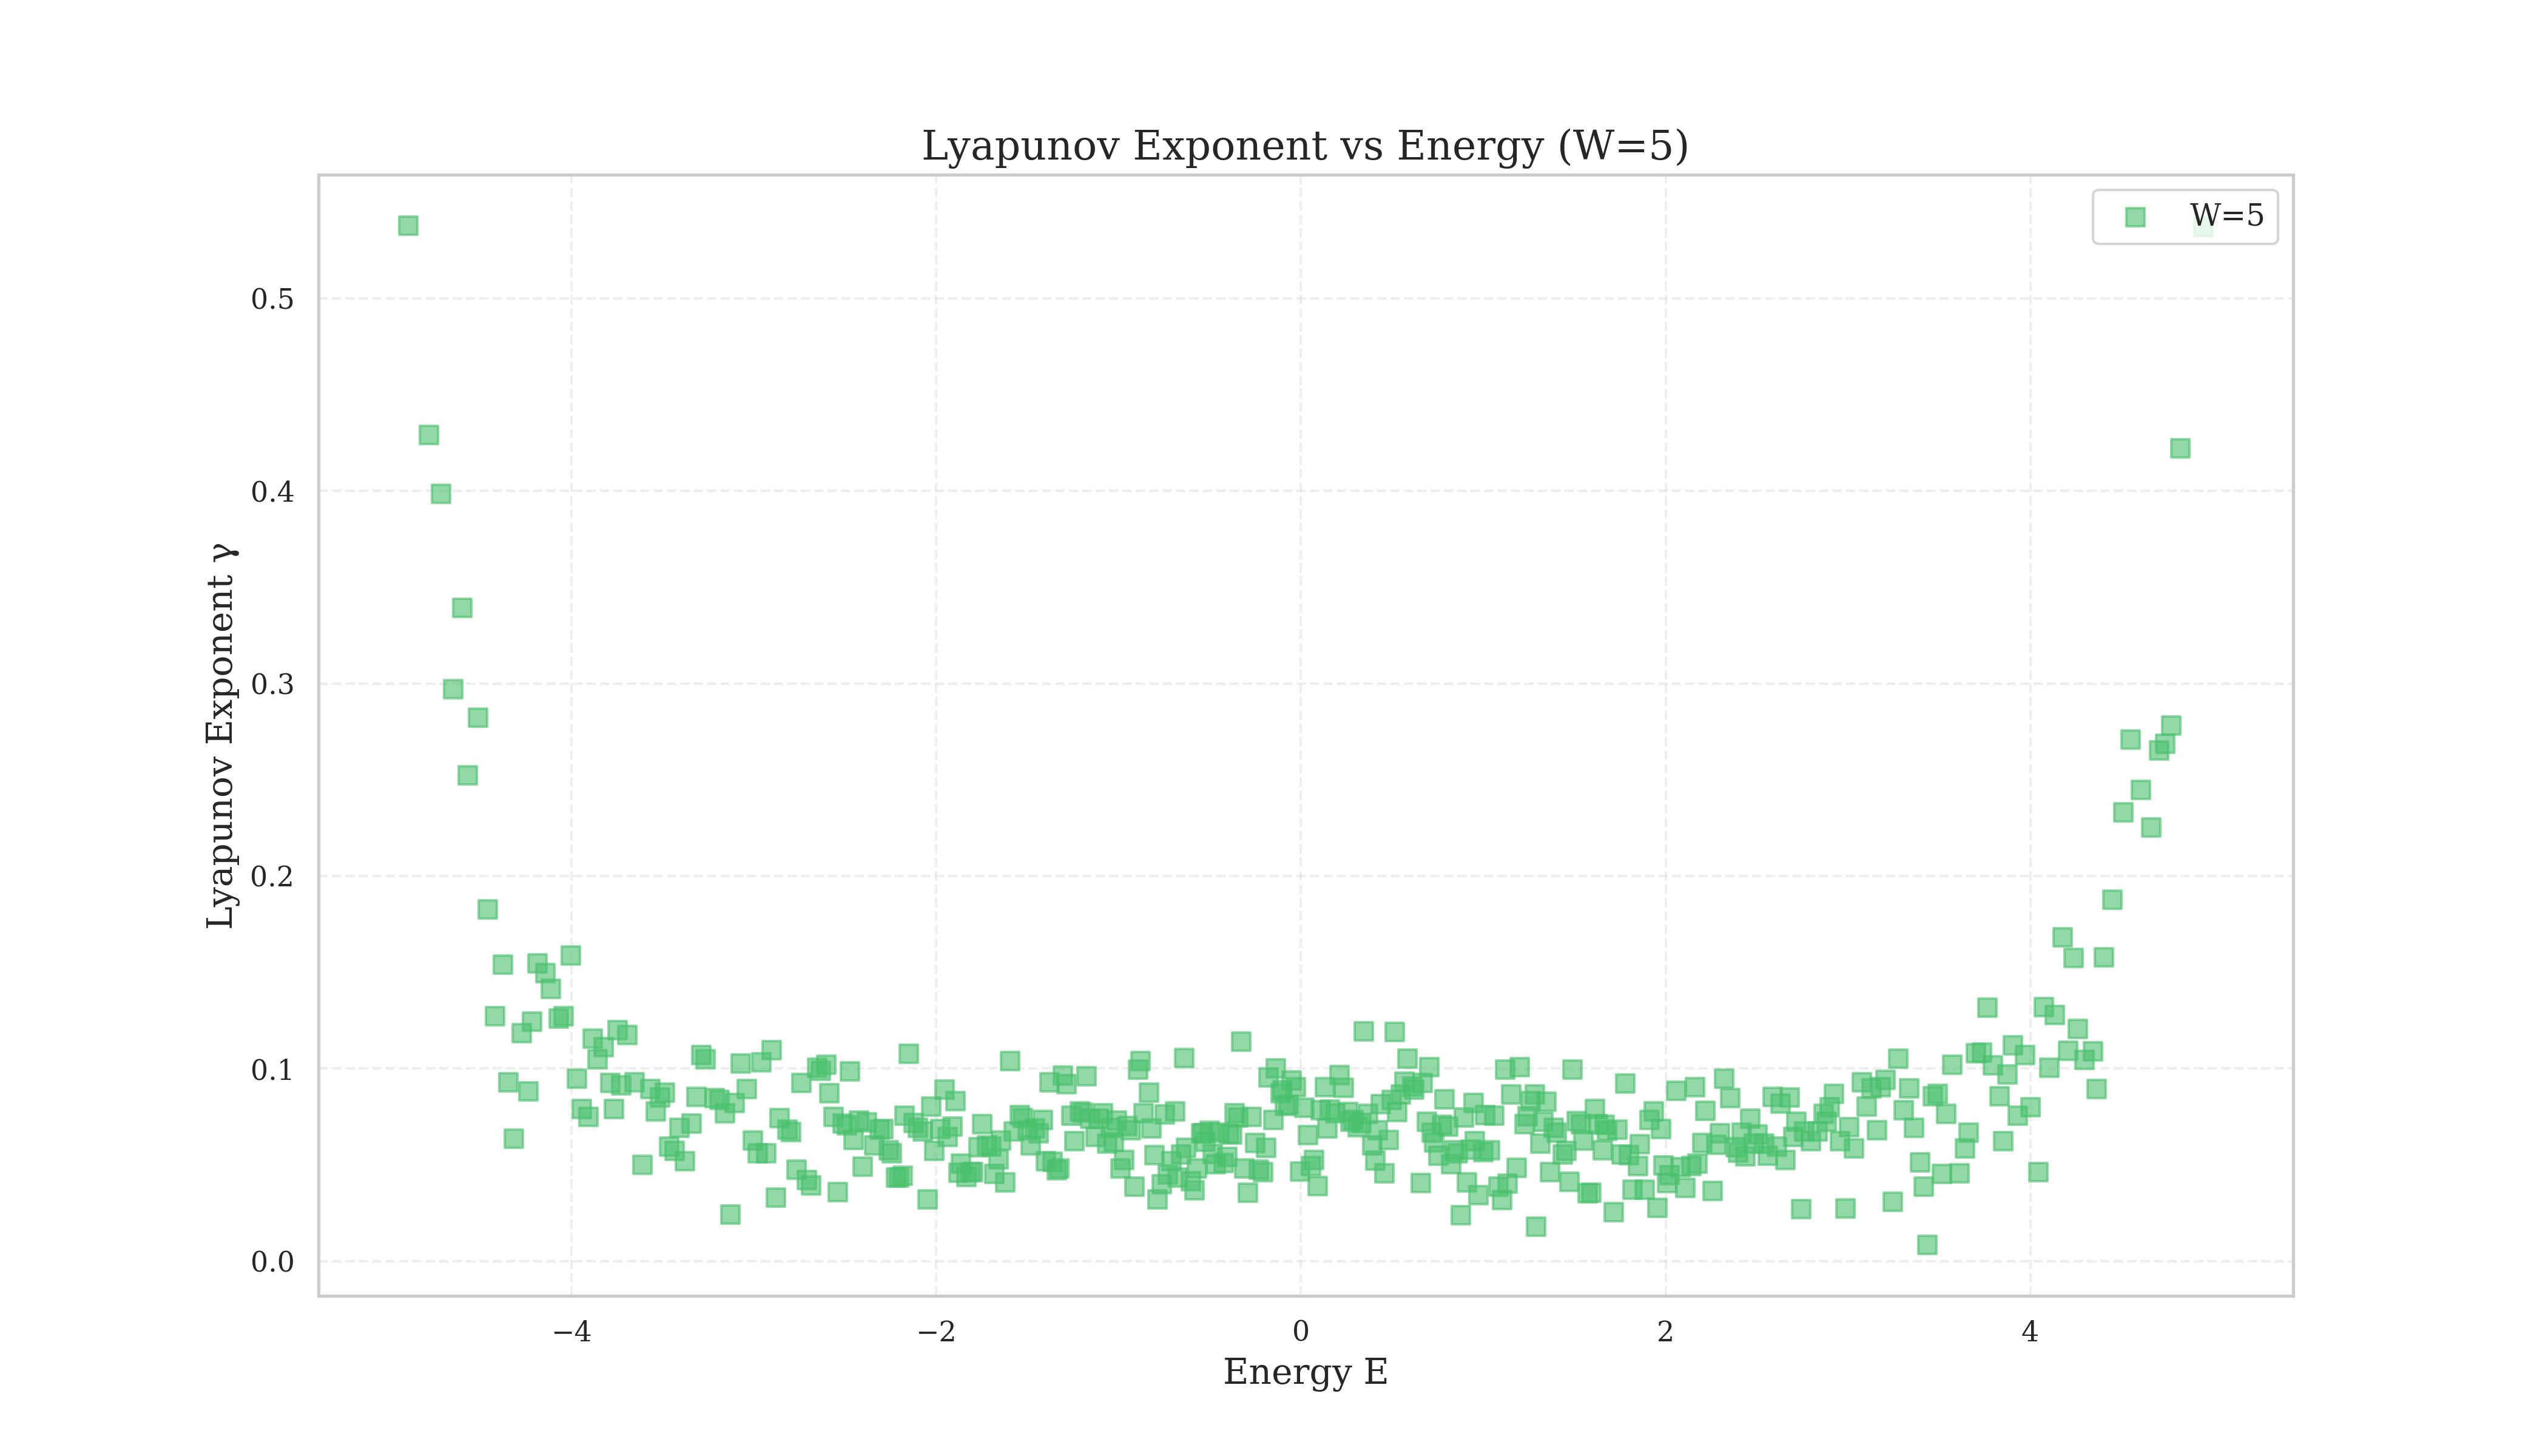 Lyapunov Exponent vs Energy (W=5)
W=5
Lyapunov Exponent γ
0.5
0.4
0.3
0.2
0.1
0.0
−4
−2
0
2
4
Energy E